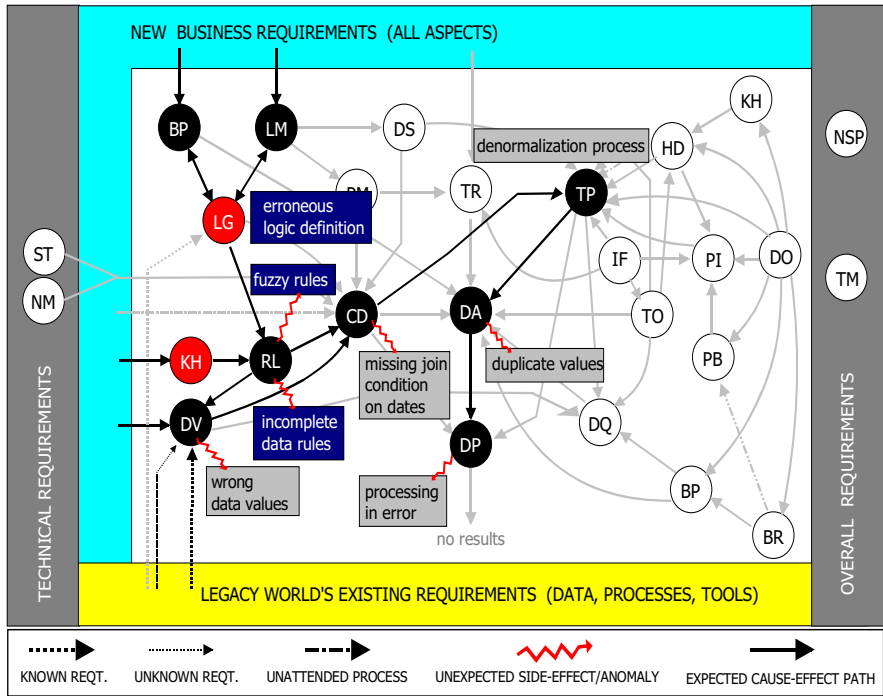 NEW BUSINESS REQUIREMENTS (ALL ASPECTS)
TECHNICAL REQUIREMENTS
OVERALL REQUIREMENTS
BP
LM
DS
KH
NSP
denormalization process
HD
TR
TP
erroneous
logic definition
LG
ST
NM
IF
PI
DO
TM
fuzzy rules
CD
DA
TO
KH
RL
missing join
condition
on dates
duplicate values
PB
DV
incomplete
data rules
DQ
DP
wrong
data values
processing
in error
BP
BR
no results
LEGACY WORLD'S EXISTING REQUIREMENTS (DATA, PROCESSES, TOOLS)
KNOWN REQT.
UNKNOWN REQT.
UNATTENDED PROCESS
UNEXPECTED SIDE-EFFECT/ANOMALY
EXPECTED CAUSE-EFFECT PATH